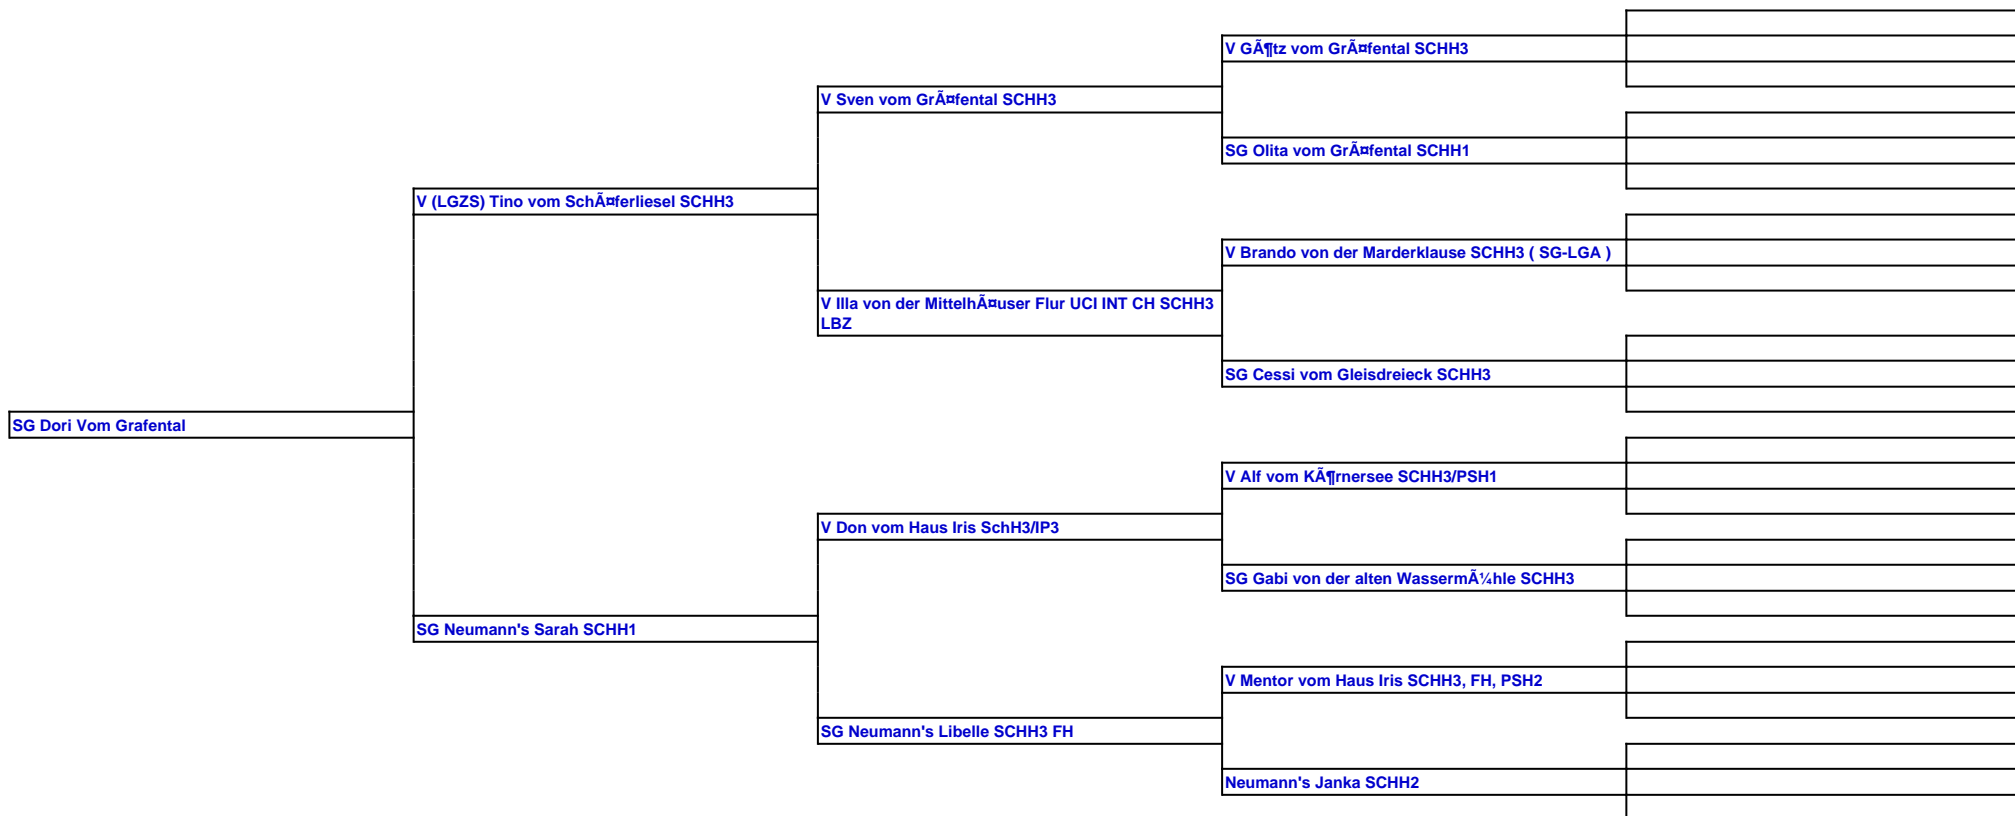 V GÃ¶tz vom GrÃ¤fental SCHH3
V Sven vom GrÃ¤fental SCHH3
SG Olita vom GrÃ¤fental SCHH1
V (LGZS) Tino vom SchÃ¤ferliesel SCHH3
V Brando von der Marderklause SCHH3 ( SG-LGA )
V Illa von der MittelhÃ¤user Flur UCI INT CH SCHH3
LBZ
SG Cessi vom Gleisdreieck SCHH3
SG Dori Vom Grafental
V Alf vom KÃ¶rnersee SCHH3/PSH1
V Don vom Haus Iris SchH3/IP3
SG Gabi von der alten WassermÃ¼hle SCHH3
SG Neumann's Sarah SCHH1
V Mentor vom Haus Iris SCHH3, FH, PSH2
SG Neumann's Libelle SCHH3 FH
Neumann's Janka SCHH2